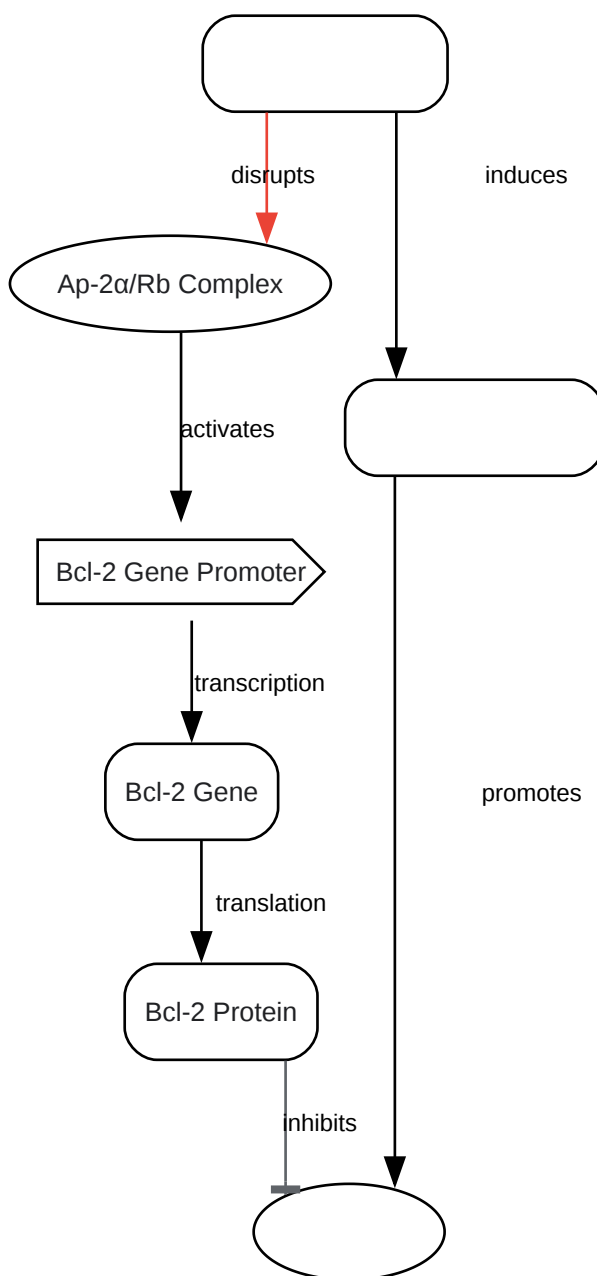 disrupts
induces
Ap-2α/Rb Complex
activates
Bcl-2 Gene Promoter
transcription
Bcl-2 Gene
promotes
translation
Bcl-2 Protein
inhibits